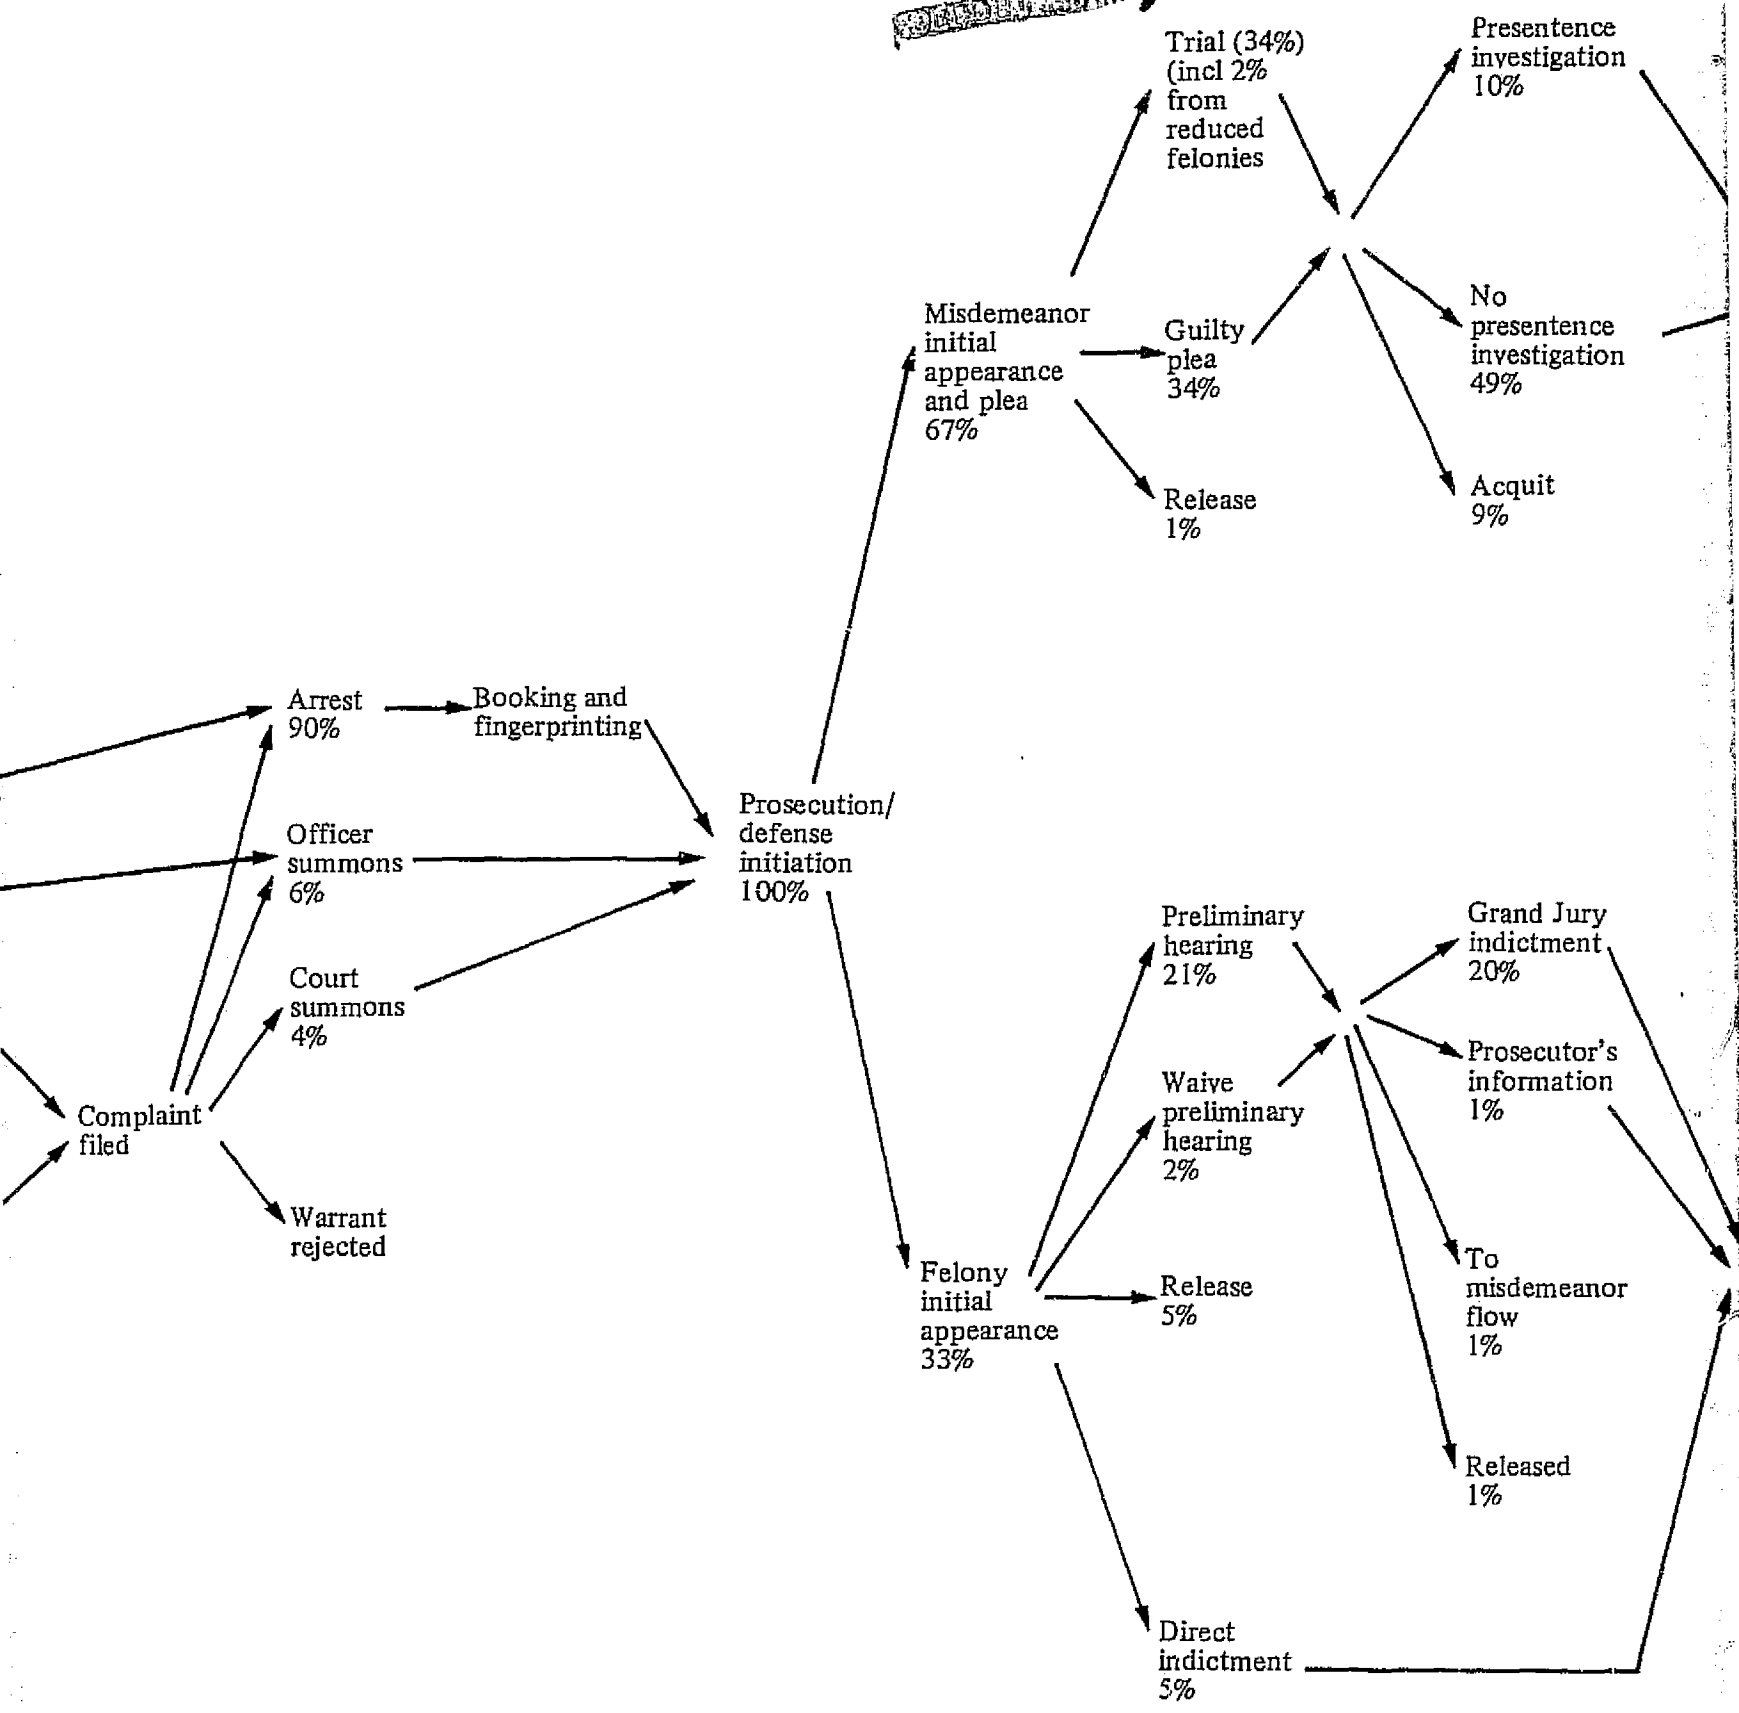 Trial (34%)
(incl 2%
from
reduced
felonies
Presentence
investigation
10%
Misdemeanor
initial
appearance
and plea
67%
Guilty
plea
34%
No
presentence
investigation
49%
Release
1%
Acquit
9%
Arrest
90%
Booking and
fingerprinting
Officer
summons
6%
Prosecution/
defense
initiation
100%
Court
summons
4%
Complaint
filed
Warrant
rejected
Preliminary
hearing
21%
Grand Jury
indictment
20%
Waive
preliminary
hearing
2%
Prosecutor's
information
1%
Felony
initial
appearance
33%
Release
5%
To
misdemeanor
flow
1%
Released
1%
Direct
indictment
5%